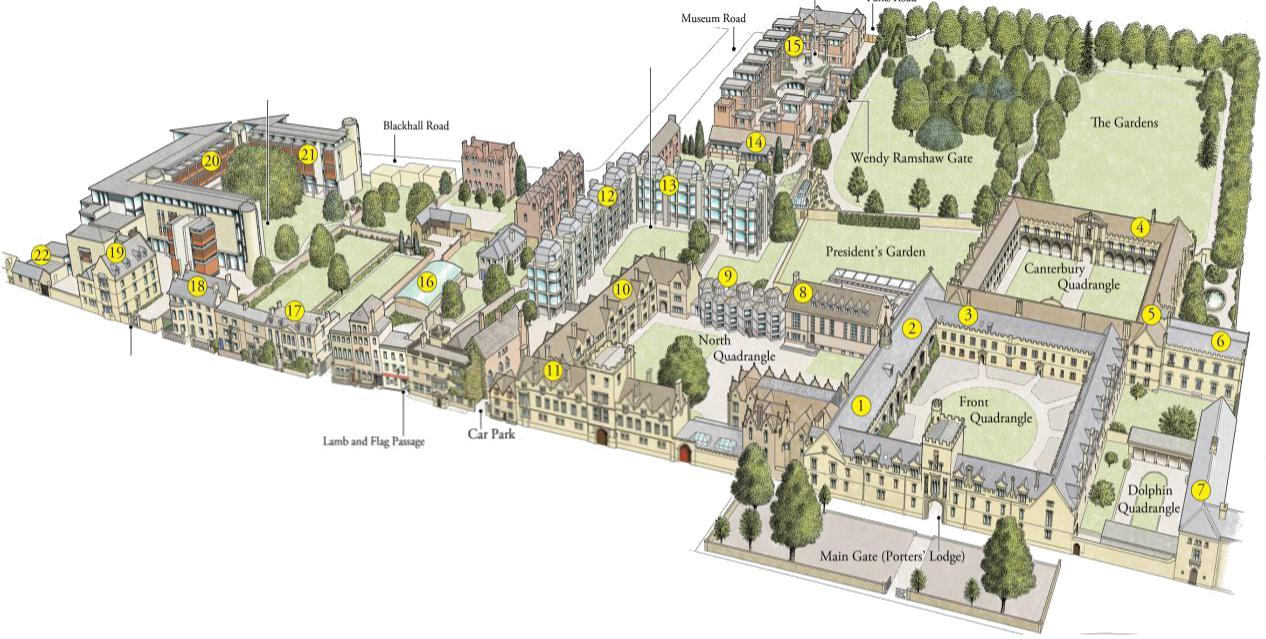 Museum Road
15
Blackhall Road
The Gardens
20
21
14
Wendy Ramshaw Gate
12
13
4
22
19
President's Garden
Canterbury
Quadrangle
16
9
8
18
10
17
3
5
2
North
Quadrangle
6
11
1
Front
Quadrangle
Lamb and Flag Passage
Car Park
7
Dolphin
Quadrangle
Main Gate (Porters' Lodge)